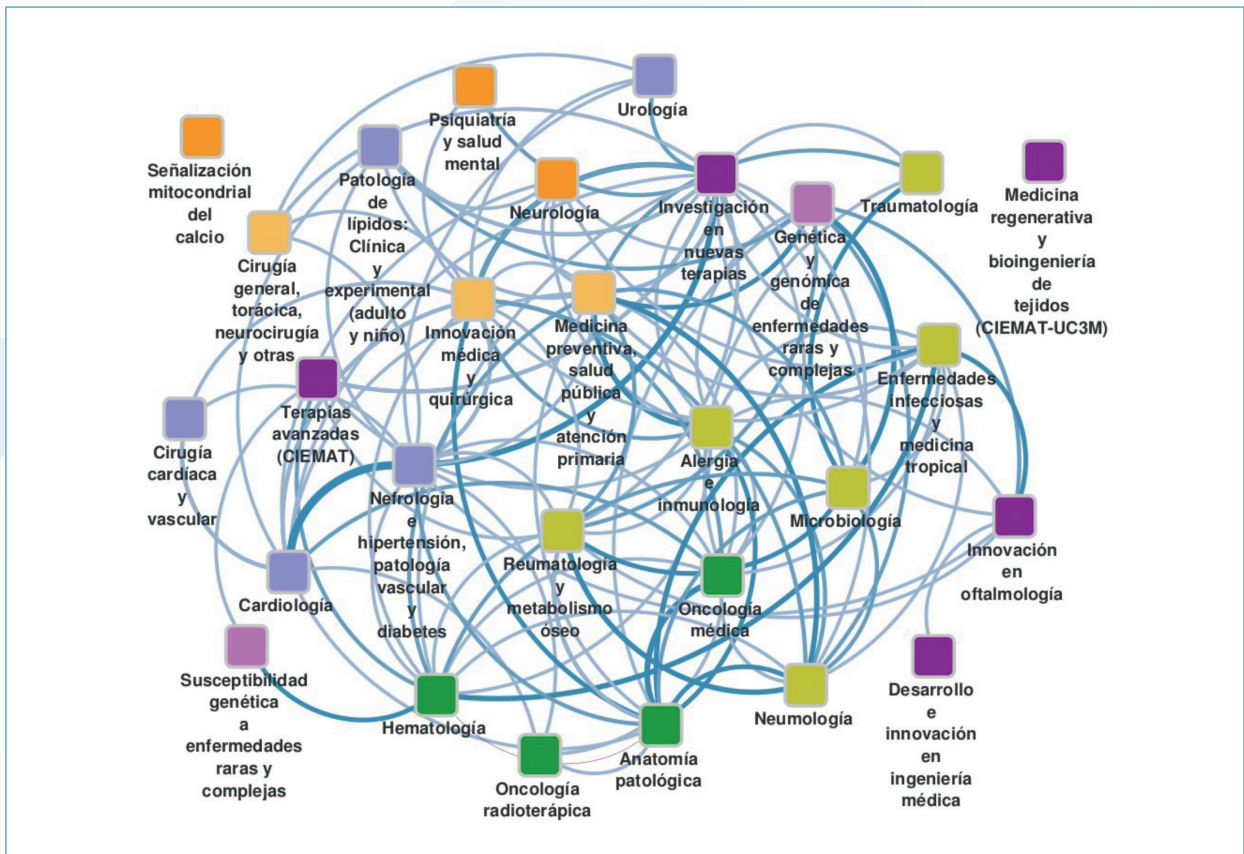 Urología
Psiquiatría
y salud
mental
Señalización
mitocondrial
del
calcio
Patología
de
lípidos:
Clínica
y
experimental
(adulto
y niño)
Neurología
Investigación
en
nuevas
terapias
Traumatología
Medicina
regenerativa
y
bioingeniería
de
tejidos
(CIEMAT-UC3M)
Genética
y
genómica
de
enfermedades
raras y
complejas
Cirugía
general,
torácica,
neurocirugía
y otras
Innovación
médica
y
quirúrgica
Medicina
preventiva,
salud
pública
y
atención
primaria
Enfermedades
infecciosas
y
medicina
tropical
Terapias
avanzadas
(CIEMAT)
Cirugía
cardíaca
y
vascular
Alergia
e
inmunología
Nefrología
e
hipertensión,
patología
vascular
y
diabetes
Microbiología
Innovación
en
oftalmología
Reumatología
y
metabolismo
óseo
Cardiología
Oncología
médica
Susceptibilidad
genética
a
enfermedades
raras y
complejas
Desarrollo
e
innovación
en
ingeniería
médica
Neumología
Hematología
Anatomía
patológica
Oncología
radioterápica